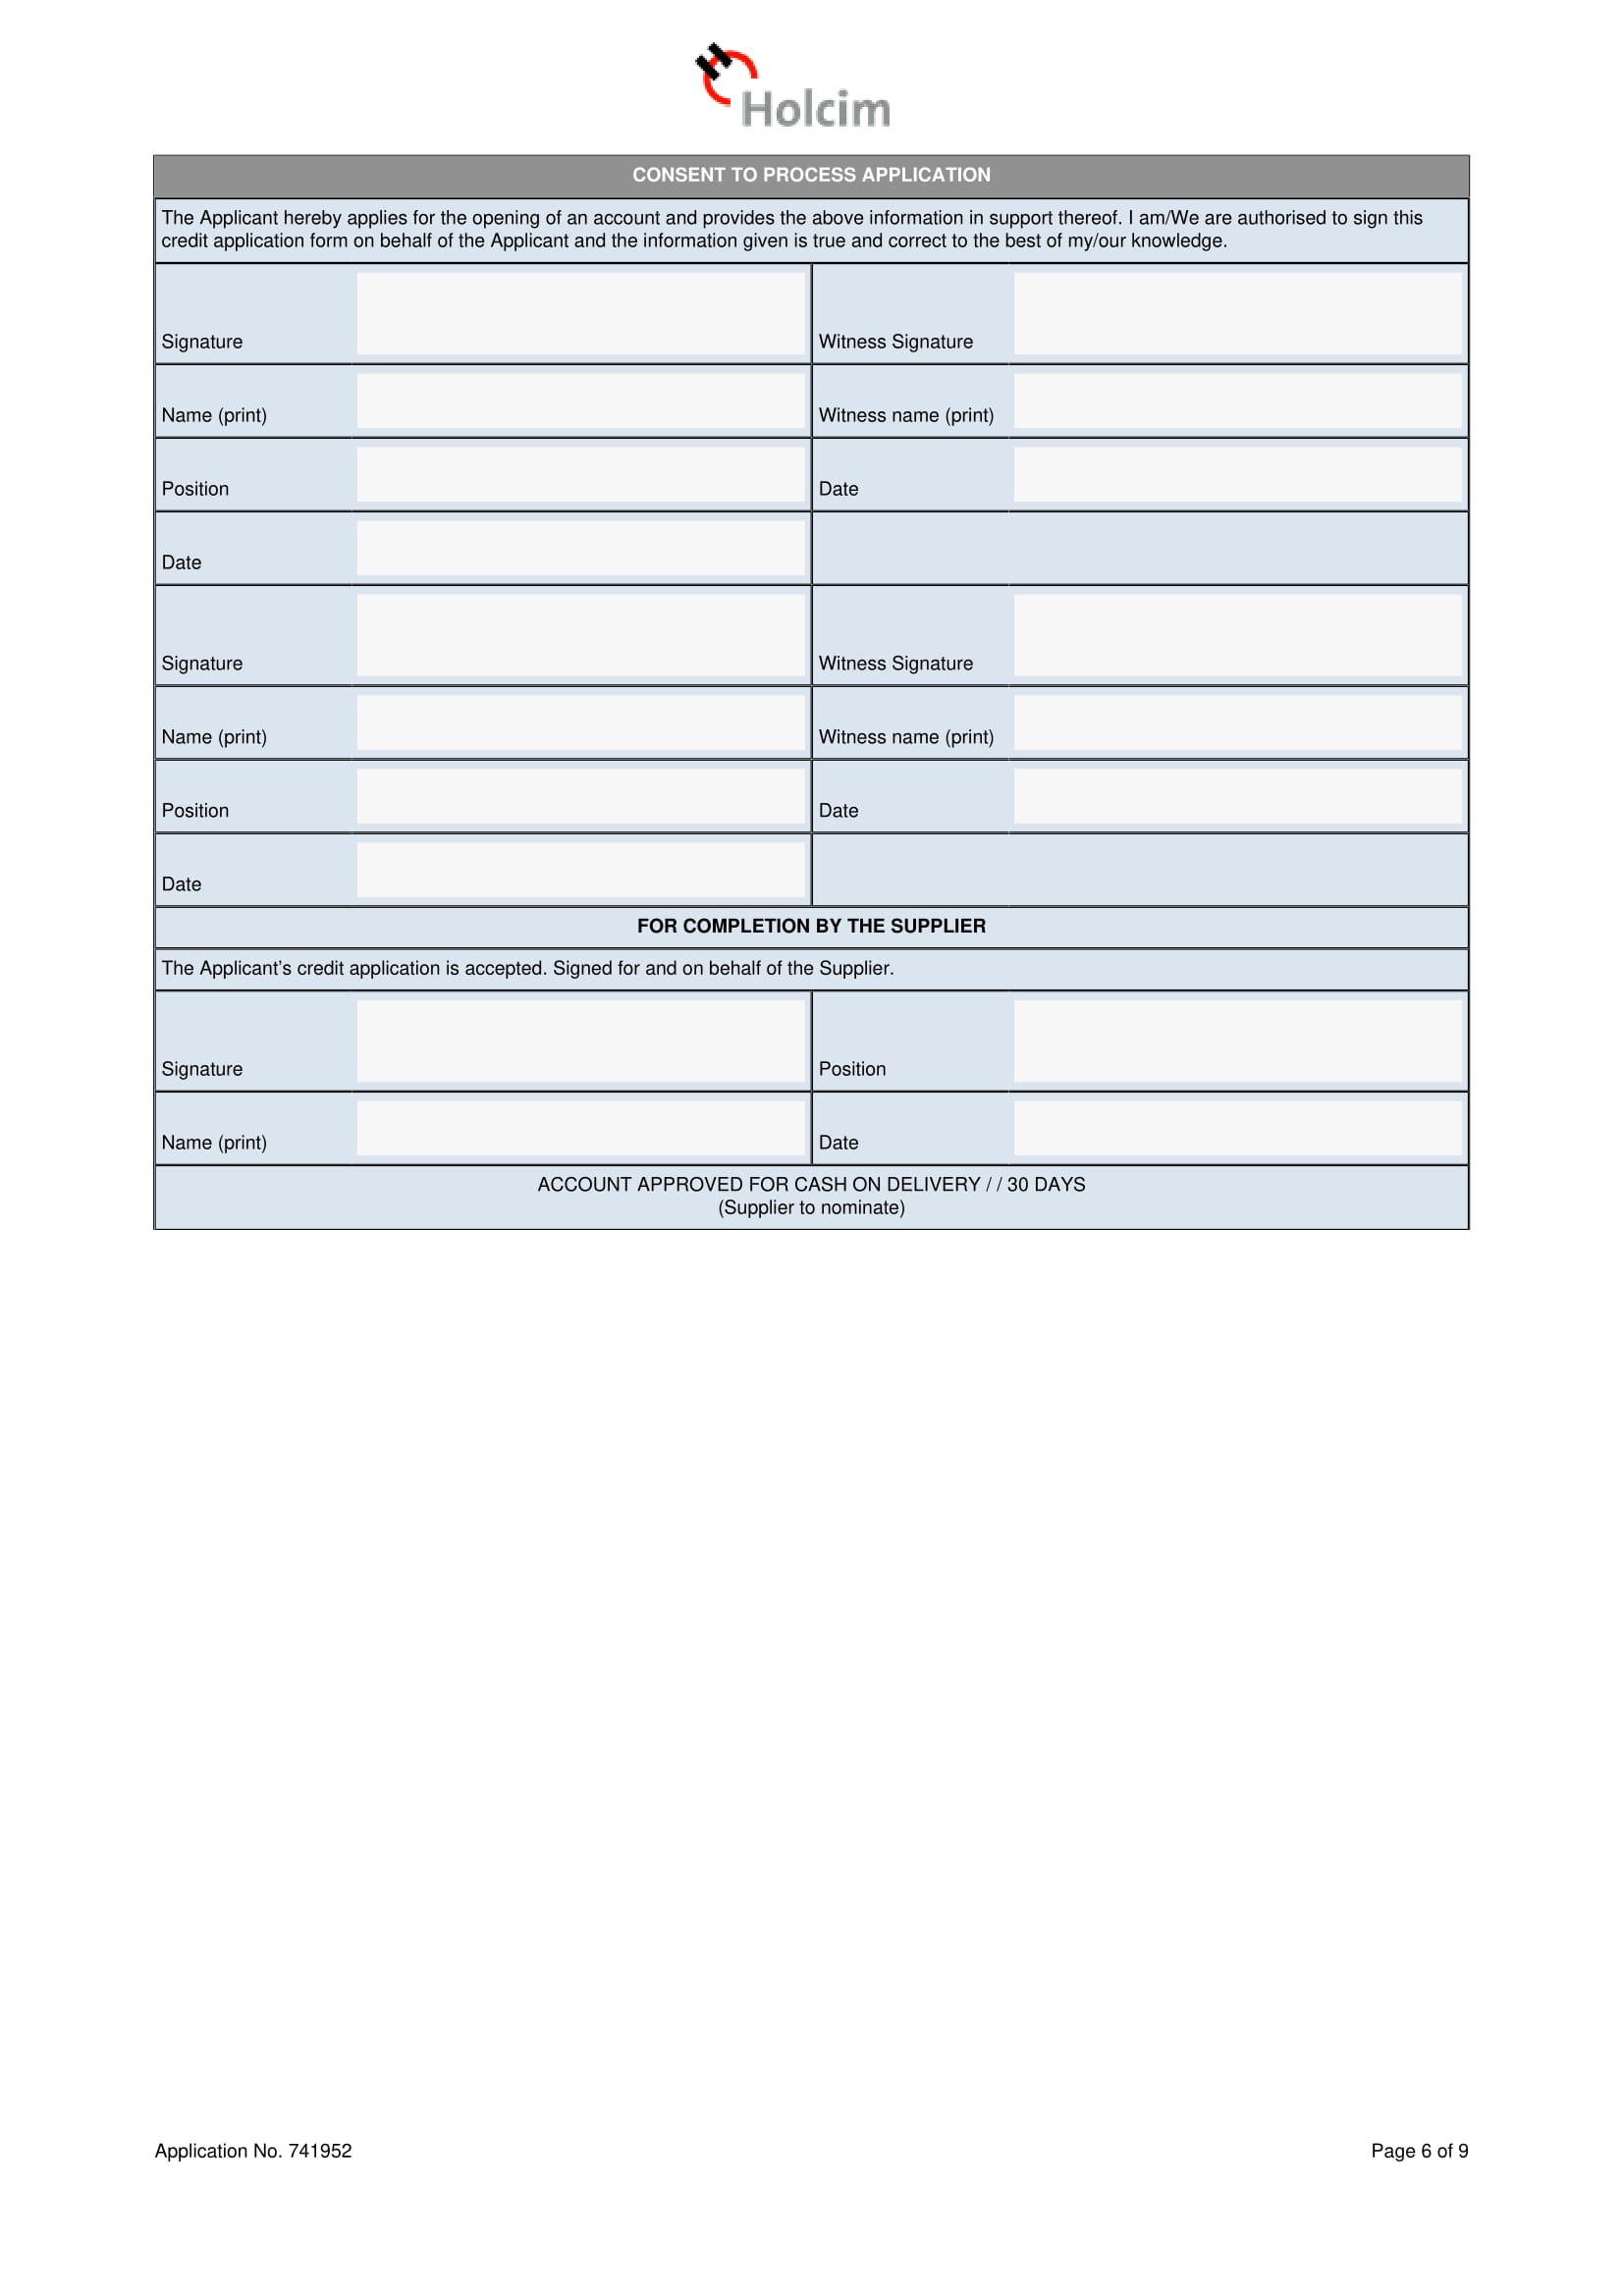 Holcim
CONSENT TO PROCESS APPLICATION
The Applicant hereby applies for the opening of an account and provides the above information in support thereof. I am/We are authorised to sign this
credit application form on behalf of the Applicant and the information given is true and correct to the best of my/our knowledge.
Signature Witness Signature
Name (print) Witness name (print)
Position Date
Date
Signature Witness Signature
Name (print) Witness name (print)
Position Date
Date
FOR COMPLETION BY THE SUPPLIER
The Applicant's credit application is accepted. Signed for and on behalf of the Supplier.
Signature Position
Name (print) Date
ACCOUNT APPROVED FOR CASH ON DELIVERY / / 30 DAYS
(Supplier to nominate)
Application No. 741952 Page 6 of 9